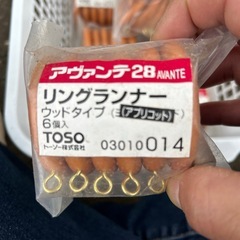 アヴァンテ28 AVANTE
リングランナー
ウッドタイプ (アプリコット)
6個入
TOSO
トーソー株式会社
03010014